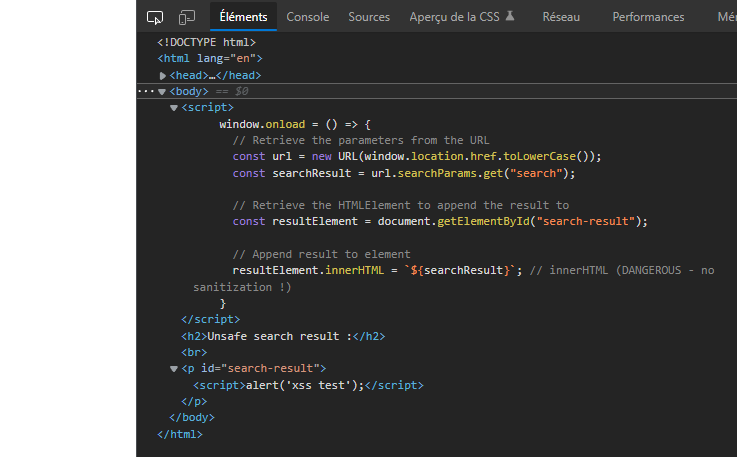 Éléments Console Sources Aperçu de la CSS Réseau Performances Mér
<!DOCTYPE html>
<html lang="en">
<head>…</head>
<body> == $0
<script>
window.onload = () => {
// Retrieve the parameters from the URL
const url = new URL(window.location.href.toLowerCase());
const searchResult = url.searchParams.get("search");
// Retrieve the HTMLElement to append the result to
const resultElement = document.getElementById("search-result");
// Append result to element
resultElement.innerHTML = `${searchResult}`; // innerHTML (DANGEROUS - no
sanitization !)
}
</script>
<h2>Unsafe search result :</h2>
<br>
<p id="search-result">
<script>alert('xss test');</script>
</p>
</body>
</html>